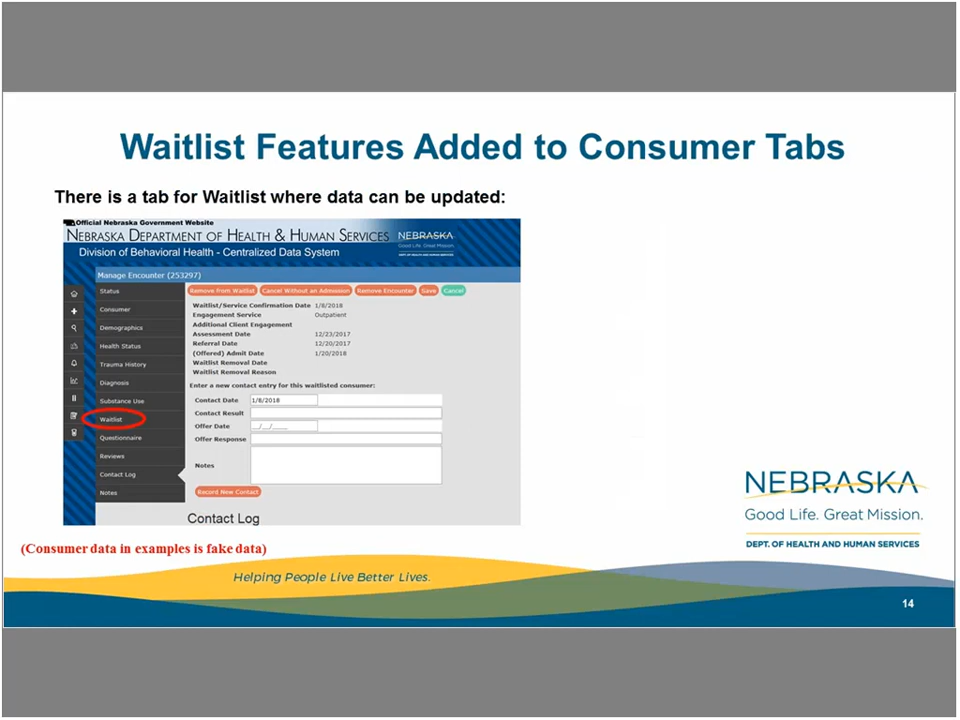 Waitlist Features Added to Consumer Tabs
There is a tab for Waitlist where data can be updated:
Official Nebraska Government Website
NEBRASKA DEPARTMENT OF HEALTH & HUMAN SERVICES
NEBRASKA
Good Life. Great Mission.
DEPT. OF HEALTH AND HUMAN SERVICES
Division of Behavioral Health - Centralized Data System
Manage Encounter (253297)
Status
Consumer
Demographics
Health Status
Trauma History
Diagnosis
Substance Use
Waitlist
Questionnaire
Reviews
Contact Log
Notes
Remove from Waitlist Cancel Without an Admission Remove Encounter Save Cancel
Waitlist/Service Confirmation Date 1/8/2018
Engagement Service Outpatient
Additional Client Engagement
Assessment Date 12/23/2017
Referral Date 12/20/2017
(Offered) Admit Date 1/20/2018
Waitlist Removal Date
Waitlist Removal Reason
Enter a new contact entry for this waitlisted consumer:
Contact Date 1/8/2018
Contact Result
Offer Date __/__/____
Offer Response
Notes
Record New Contact
Contact Log
(Consumer data in examples is fake data)
NEBRASKA
Good Life. Great Mission.
DEPT. OF HEALTH AND HUMAN SERVICES
Helping People Live Better Lives.
14